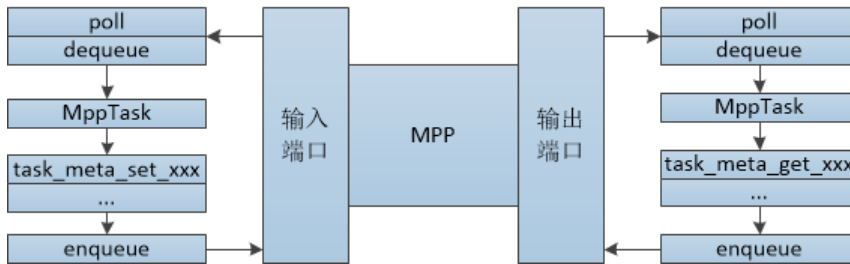 poll
dequeue
MppTask
task_meta_set_xxx
...
enqueue
输入
端口
MPP
输出
端口
poll
dequeue
MppTask
task_meta_get_xxx
...
enqueue